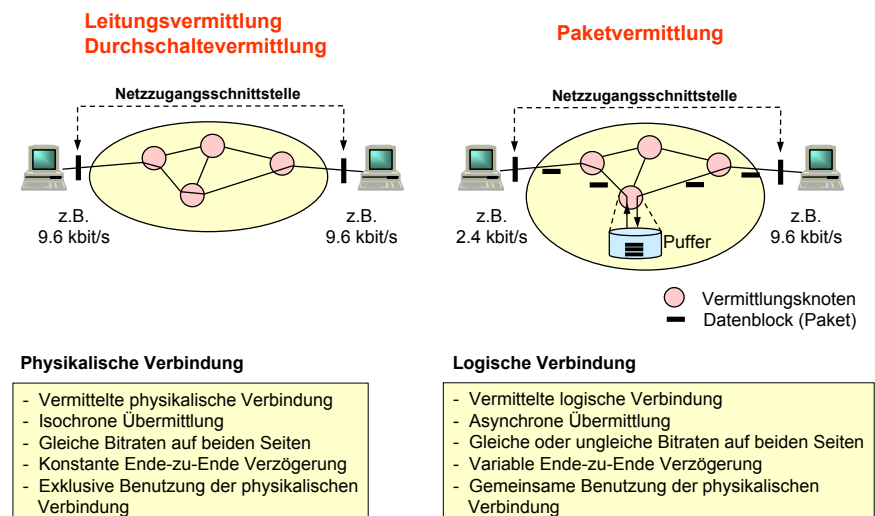 Leitungsvermittlung
Durchschaltevermittlung
Netzzugangsschnittstelle
z.B.
9.6 kbit/s
z.B.
9.6 kbit/s
Paketvermittlung
Netzzugangsschnittstelle
z.B.
2.4 kbit/s
Puffer
z.B.
9.6 kbit/s
Vermittlungsknoten
Datenblock (Paket)
Physikalische Verbindung
- Vermittelte physikalische Verbindung
- Isochrone Übermittlung
- Gleiche Bitraten auf beiden Seiten
- Konstante Ende-zu-Ende Verzögerung
- Exklusive Benutzung der physikalischen
Verbindung
Logische Verbindung
- Vermittelte logische Verbindung
- Asynchrone Übermittlung
- Gleiche oder ungleiche Bitraten auf beiden Seiten
- Variable Ende-zu-Ende Verzögerung
- Gemeinsame Benutzung der physikalischen
Verbindung